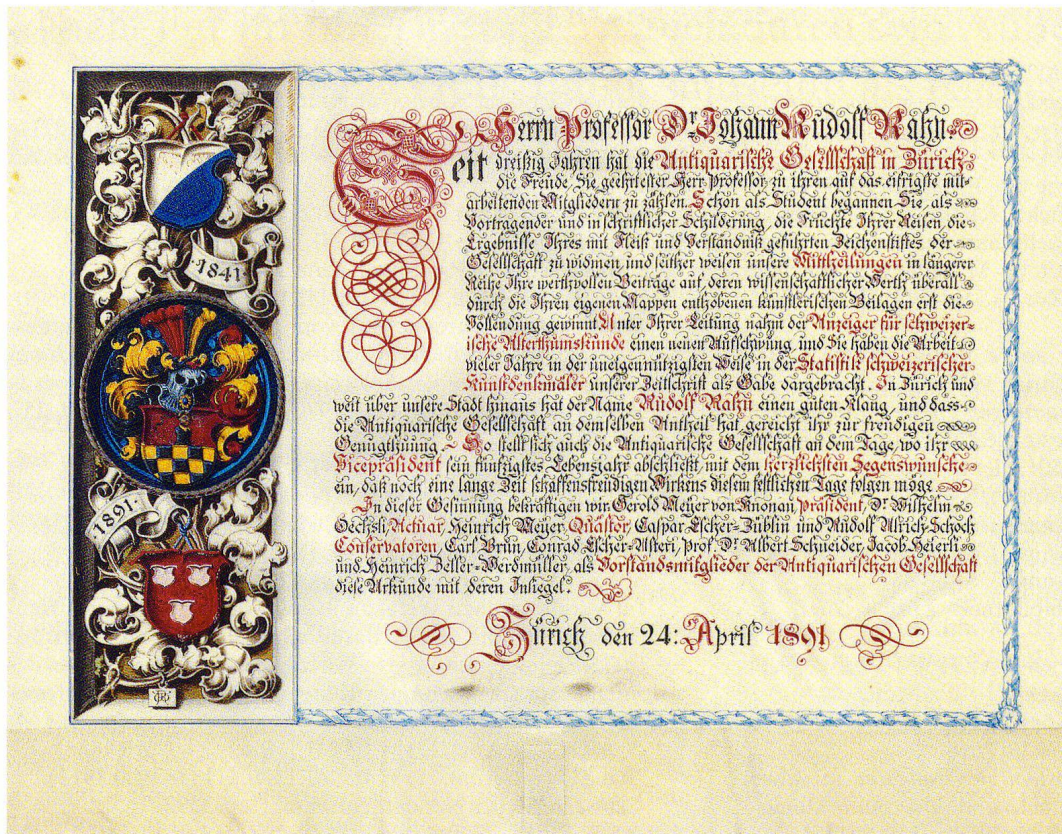 1841
1891
Herrn Professor Dr. Johann Rudolf Rahn
Seit dreißig Jahren hat die Antiquarische Gesellschaft in Zürich
die Freude, Sie geehrtester Herr Professor, zu ihren auf das eifrigste mit-
arbeitenden Mitgliedern zu zählen. Schon als Student begannen Sie, als
Vortragender und in schriftlicher Schilderung, die Früchte Ihrer Reisen, die
Ergebnisse Ihres mit Fleiß und Verständniß geführten Zeichenstiftes der
Gesellschaft zu widmen, und seither weisen unsere Mittheilungen in längerer
Reihe Ihre werthvollen Beiträge auf, deren wissenschaftlicher Werth überall
durch die Ihren eigenen Mappen enthobenen künstlerischen Beilagen erst die
Vollendung gewinnt. Unter Ihrer Leitung nahm der Anzeiger für schweizer-
ische Alterthumskunde einen neuen Aufschwung, und Sie haben die Arbeit
vieler Jahre in der uneigennützigsten Weise in der Statistik schweizerischer
Kunstdenkmäler unserer Zeitschrift als Gabe dargebracht. In Zürich und
weit über unsere Stadt hinaus hat der Name Rudolf Rahn einen guten Klang, und dass
die Antiquarische Gesellschaft an demselben Antheil hat, gereicht ihr zur freudigen
Genugthuung. ~ So stellt sich auch die Antiquarische Gesellschaft an dem Tage, wo ihr
Vicepräsident sein fünfzigstes Lebensjahr abschließt, mit dem herzlichsten Segenswunsche
ein, daß noch eine lange Zeit schaffensfreudigen Wirkens diesem festlichen Tage folgen möge.
In dieser Gesinnung bekräftigen wir Gerold Meyer von Knonau, Präsident, Dr. Wilhelm
Oechsli, Actuar, Heinrich Meyer, Quästor, Caspar Escher-Züblin und Rudolf Ulrich-Schoch
Conservatoren, Carl Brun, Conrad Escher-Usteri, Prof. Dr. Albert Schneider, Jacob Heierli
und Heinrich Zeller-Werdmüller, als Vorstandsmitglieder der Antiquarischen Gesellschaft
diese Urkunde mit deren Insiegel.
Zürich den 24: April 1891